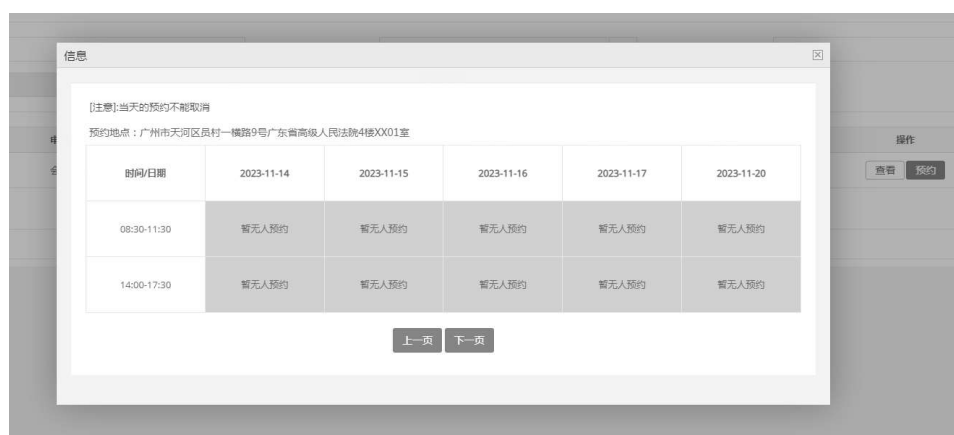 信息
[注意]:当天的预约不能取消
预约地点：广州市天河区员村一横路9号广东省高级人民法院4楼XX01室
时间/日期 2023-11-14 2023-11-15 2023-11-16 2023-11-17 2023-11-20
08:30-11:30 暂无人预约 暂无人预约 暂无人预约 暂无人预约 暂无人预约
14:00-17:30 暂无人预约 暂无人预约 暂无人预约 暂无人预约 暂无人预约
上一页 下一页
操作
查看 预约